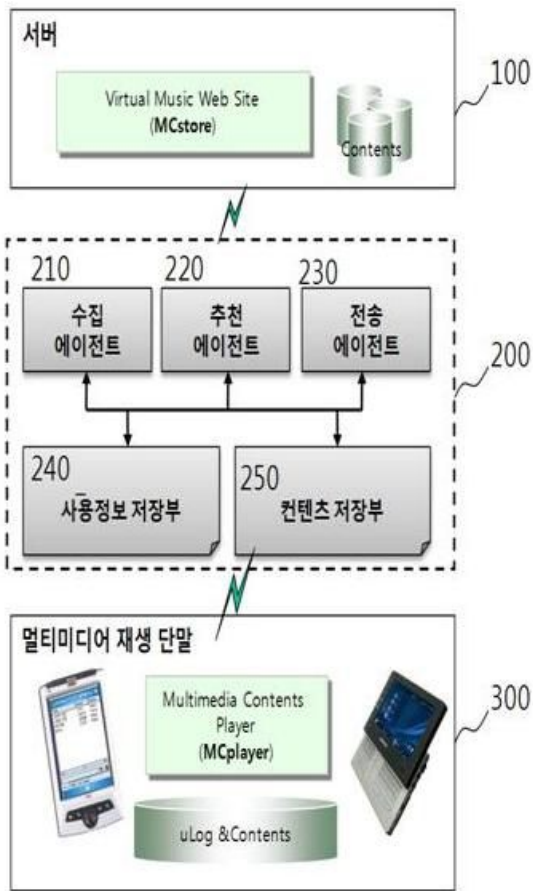 서버
100
Virtual Music Web Site
(MCstore)
Contents
210
220
230
수집
에이전트
추천
에이전트
전송
에이전트
200
240
사용정보 저장부
250
컨텐츠 저장부
멀티미디어 재생 단말
300
Multimedia Contents
Player
(MCplayer)
uLog &Contents